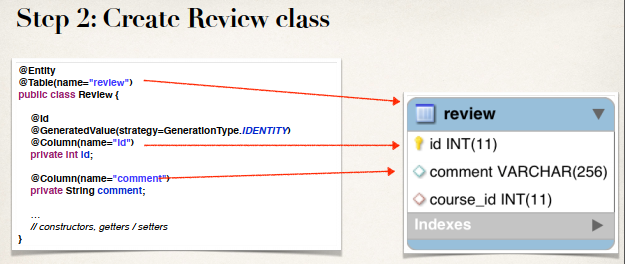 Step 2: Create Review class
@Entity
@Table(name="review")
public class Review {
@Id
@GeneratedValue(strategy=GenerationType.IDENTITY)
@Column(name="id")
private int id;
@Column(name="comment")
private String comment;
…
// constructors, getters / setters
}
review
id INT(11)
comment VARCHAR(256)
course_id INT(11)
Indexes